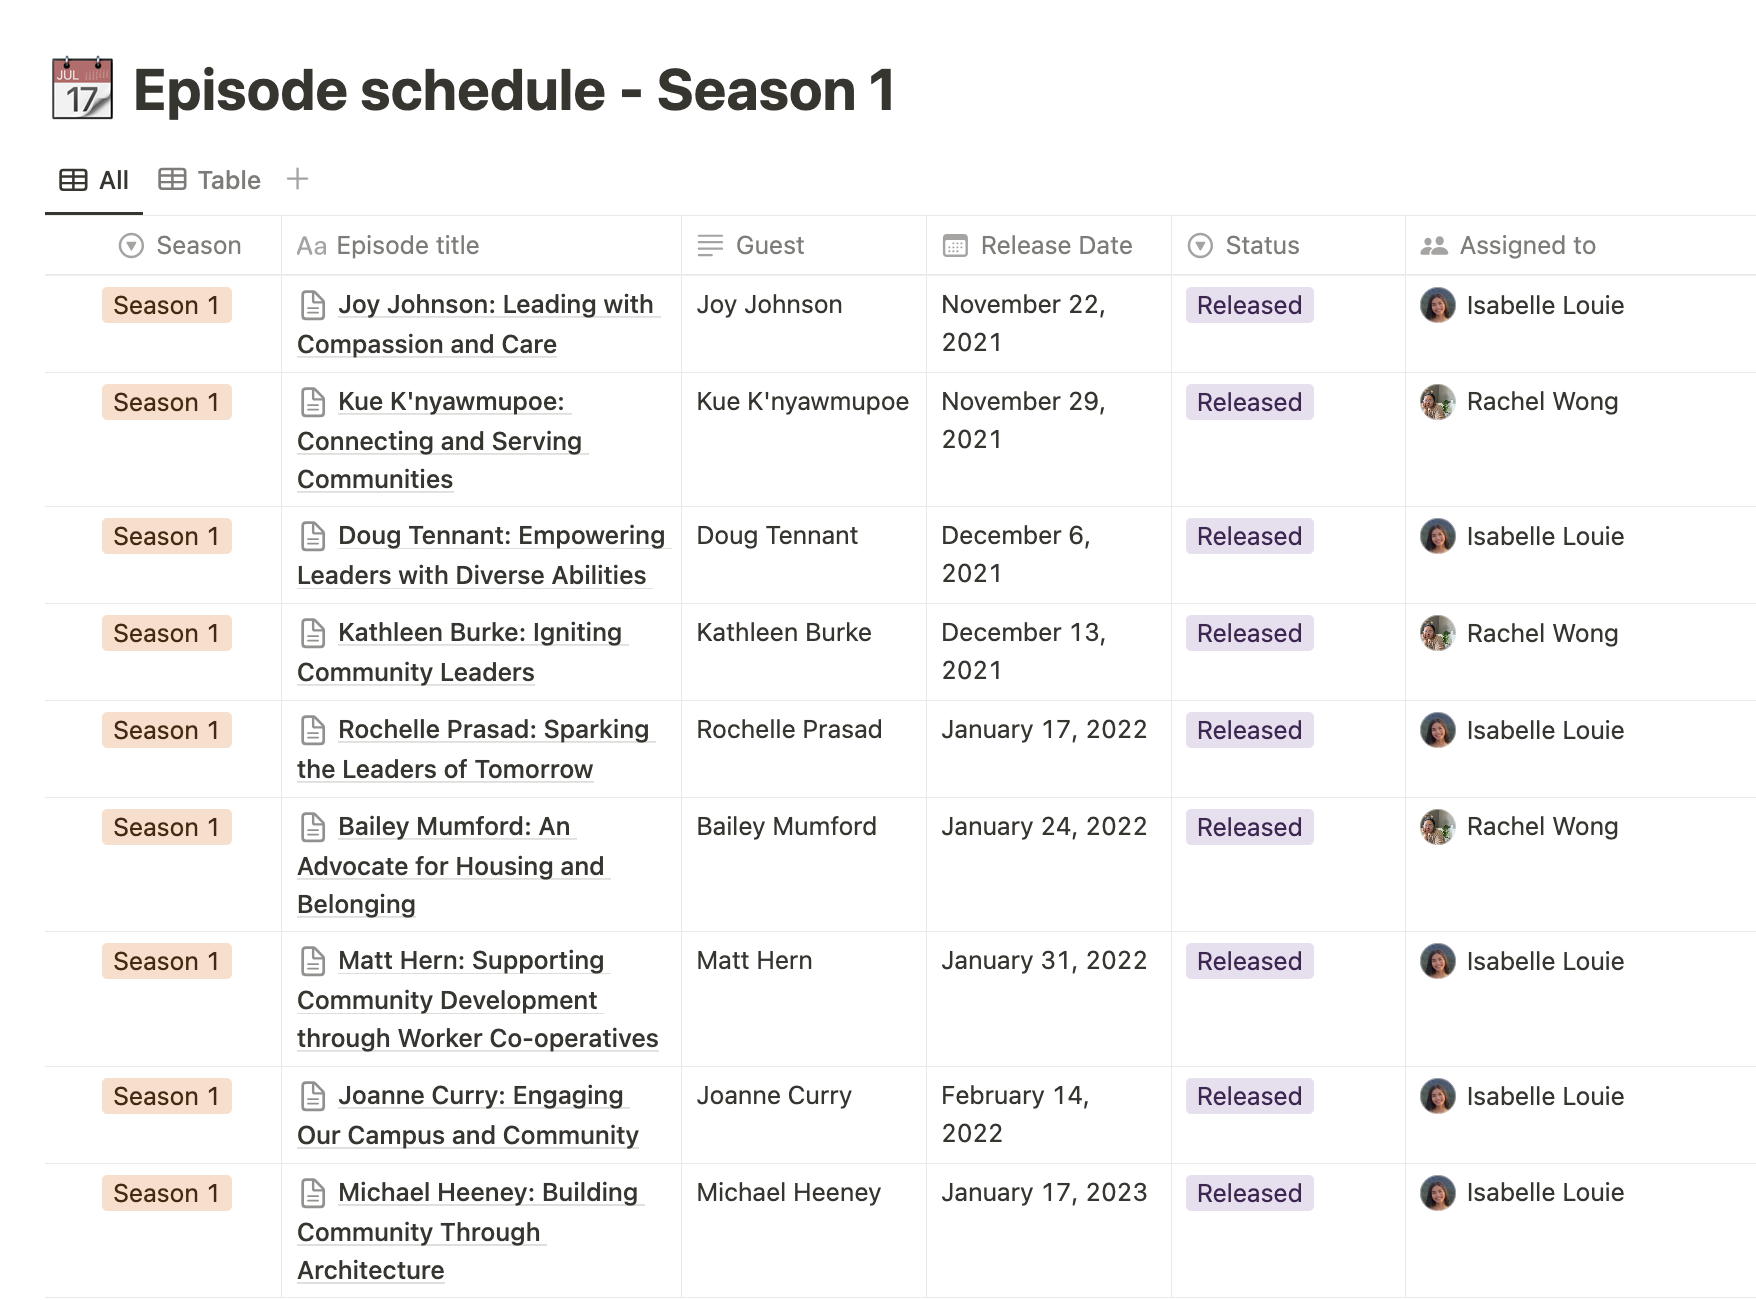 JUL
17
Episode schedule - Season 1
All Table
Season Aa Episode title Guest Release Date Status Assigned to
Season 1 Joy Johnson: Leading with Joy Johnson November 22, Released Isabelle Louie
Compassion and Care 2021
Season 1 Kue K'nyawmupoe: Kue K'nyawmupoe November 29, Released Rachel Wong
Connecting and Serving 2021
Communities
Season 1 Doug Tennant: Empowering Doug Tennant December 6, Released Isabelle Louie
Leaders with Diverse Abilities 2021
Season 1 Kathleen Burke: Igniting Kathleen Burke December 13, Released Rachel Wong
Community Leaders 2021
Season 1 Rochelle Prasad: Sparking Rochelle Prasad January 17, 2022 Released Isabelle Louie
the Leaders of Tomorrow
Season 1 Bailey Mumford: An Bailey Mumford January 24, 2022 Released Rachel Wong
Advocate for Housing and
Belonging
Season 1 Matt Hern: Supporting Matt Hern January 31, 2022 Released Isabelle Louie
Community Development
through Worker Co-operatives
Season 1 Joanne Curry: Engaging Joanne Curry February 14, Released Isabelle Louie
Our Campus and Community 2022
Season 1 Michael Heeney: Building Michael Heeney January 17, 2023 Released Isabelle Louie
Community Through
Architecture